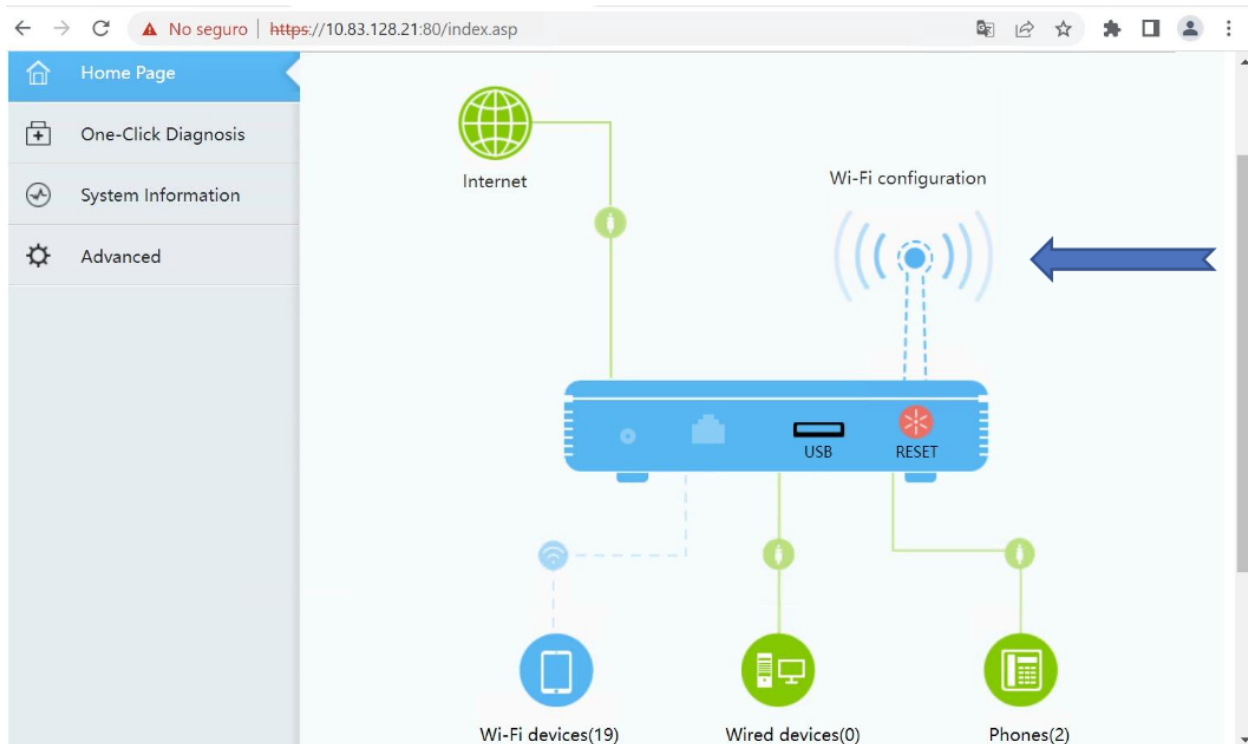 No seguro | https://10.83.128.21:80/index.asp
Home Page
One-Click Diagnosis
System Information
Advanced
Internet
Wi-Fi configuration
USB
RESET
Wi-Fi devices(19)
Wired devices(0)
Phones(2)